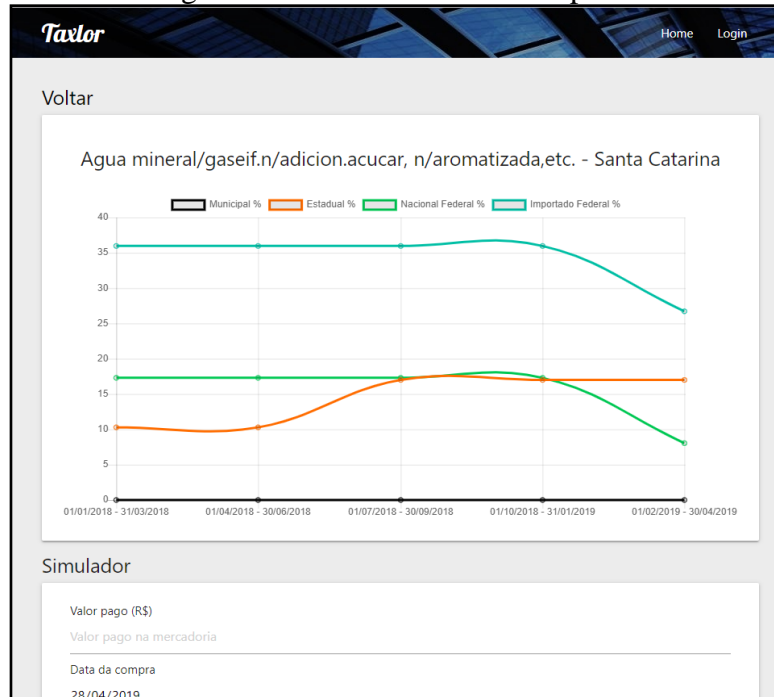 Taxlor
Home Login
Voltar
Agua mineral/gaseif.n/adicion.acucar, n/aromatizada,etc. - Santa Catarina
Municipal % Estadual % Nacional Federal % Importado Federal %
40
35
30
25
20
15
10
5
0
01/01/2018 - 31/03/2018 01/04/2018 - 30/06/2018 01/07/2018 - 30/09/2018 01/10/2018 - 31/01/2019 01/02/2019 - 30/04/2019
Simulador
Valor pago (R$)
Valor pago na mercadoria
Data da compra
28/04/2019